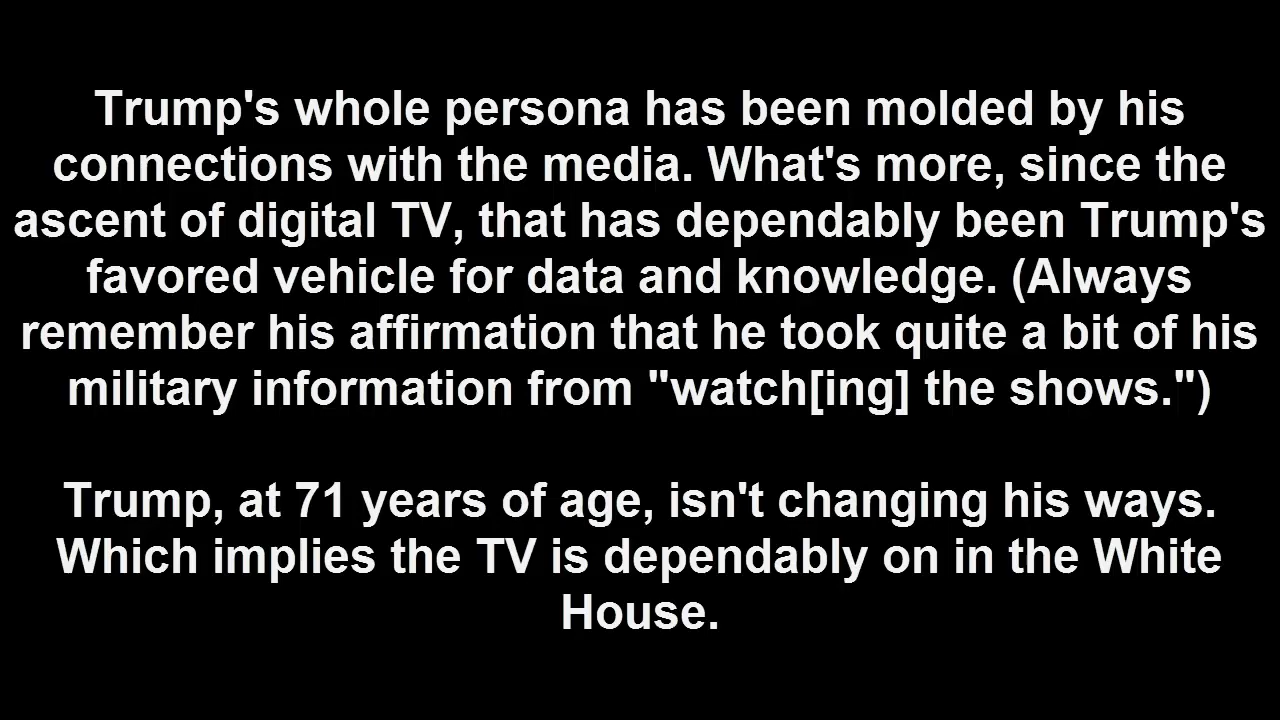 Trump's whole persona has been molded by his
connections with the media. What's more, since the
ascent of digital TV, that has dependably been Trump's
favored vehicle for data and knowledge. (Always
remember his affirmation that he took quite a bit of his
military information from "watch[ing] the shows.")
Trump, at 71 years of age, isn't changing his ways.
Which implies the TV is dependably on in the White
House.